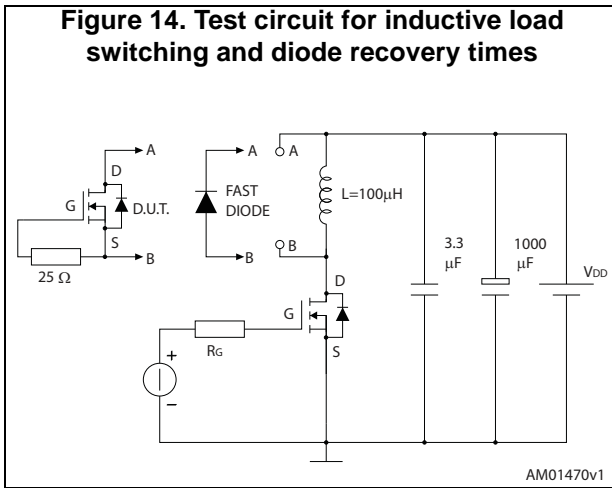 Figure 14. Test circuit for inductive load
switching and diode recovery times
A
D
G
D.U.T.
S
B
25 Ω
A
FAST
DIODE
B
A
L=100μH
B
D
G
S
RG
+
–
3.3
μF
1000
μF
VDD
AM01470v1